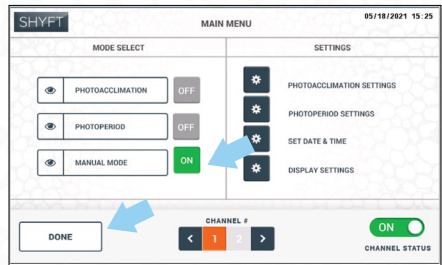 SHYFT
MAIN MENU
05/18/2021 15:25
MODE SELECT
PHOTOACCLIMATION OFF
PHOTOPERIOD OFF
MANUAL MODE ON
SETTINGS
PHOTOACCLIMATION SETTINGS
PHOTOPERIOD SETTINGS
SET DATE & TIME
DISPLAY SETTINGS
DONE
CHANNEL #
< 1 2 >
ON
CHANNEL STATUS